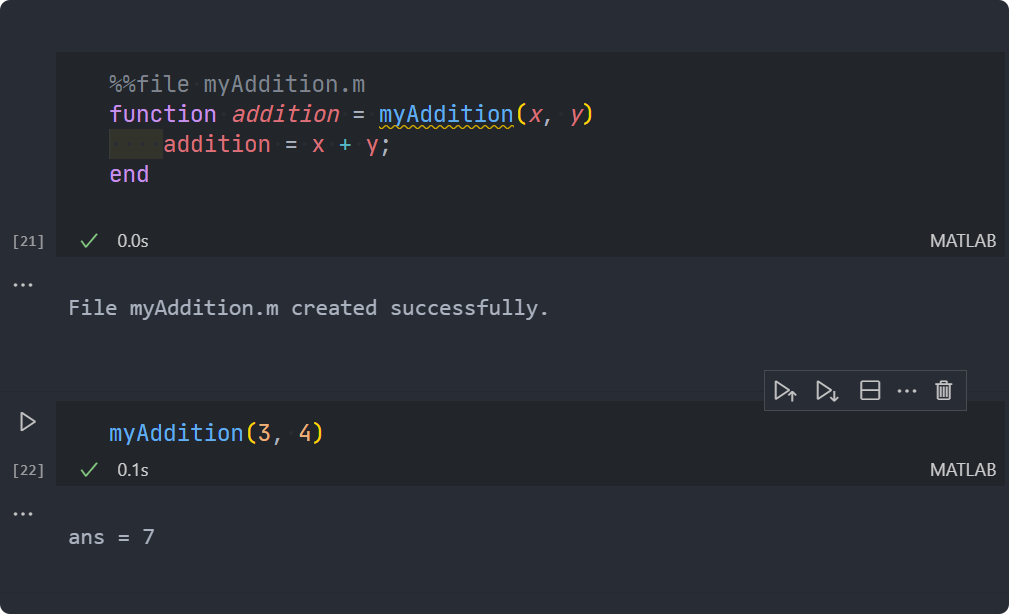 %%file myAddition.m
function addition = myAddition(x, y)
    addition = x + y;
end
[21] 0.0s MATLAB
...
File myAddition.m created successfully.
myAddition(3, 4)
[22] 0.1s MATLAB
...
ans = 7